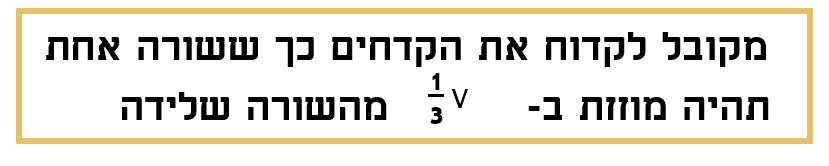 מקובל לקדוח את הקדחים כך ששורה אחת
תהיה מוזזת ב- 1/3 V מהשורה שלידה